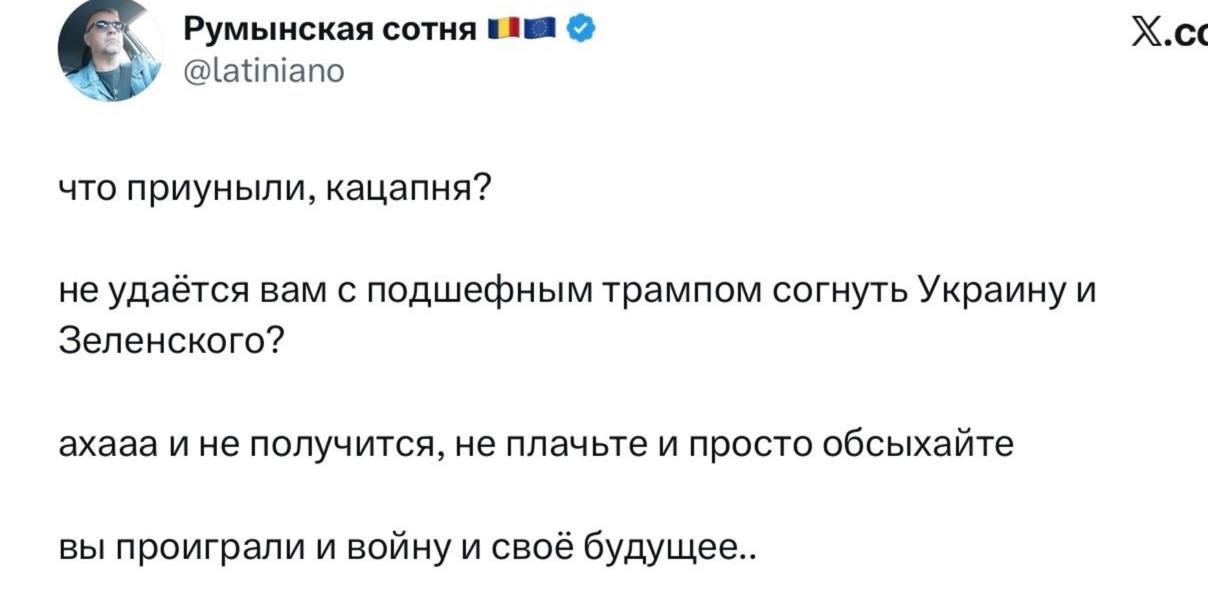 Румынская сотня 🇷🇴🇪🇺
@latiniano
X.co
что приуныли, кацапня?
не удаётся вам с подшефным трампом согнуть Украину и
Зеленского?
ахааа и не получится, не плачьте и просто обсыхайте
вы проиграли и войну и своё будущее..